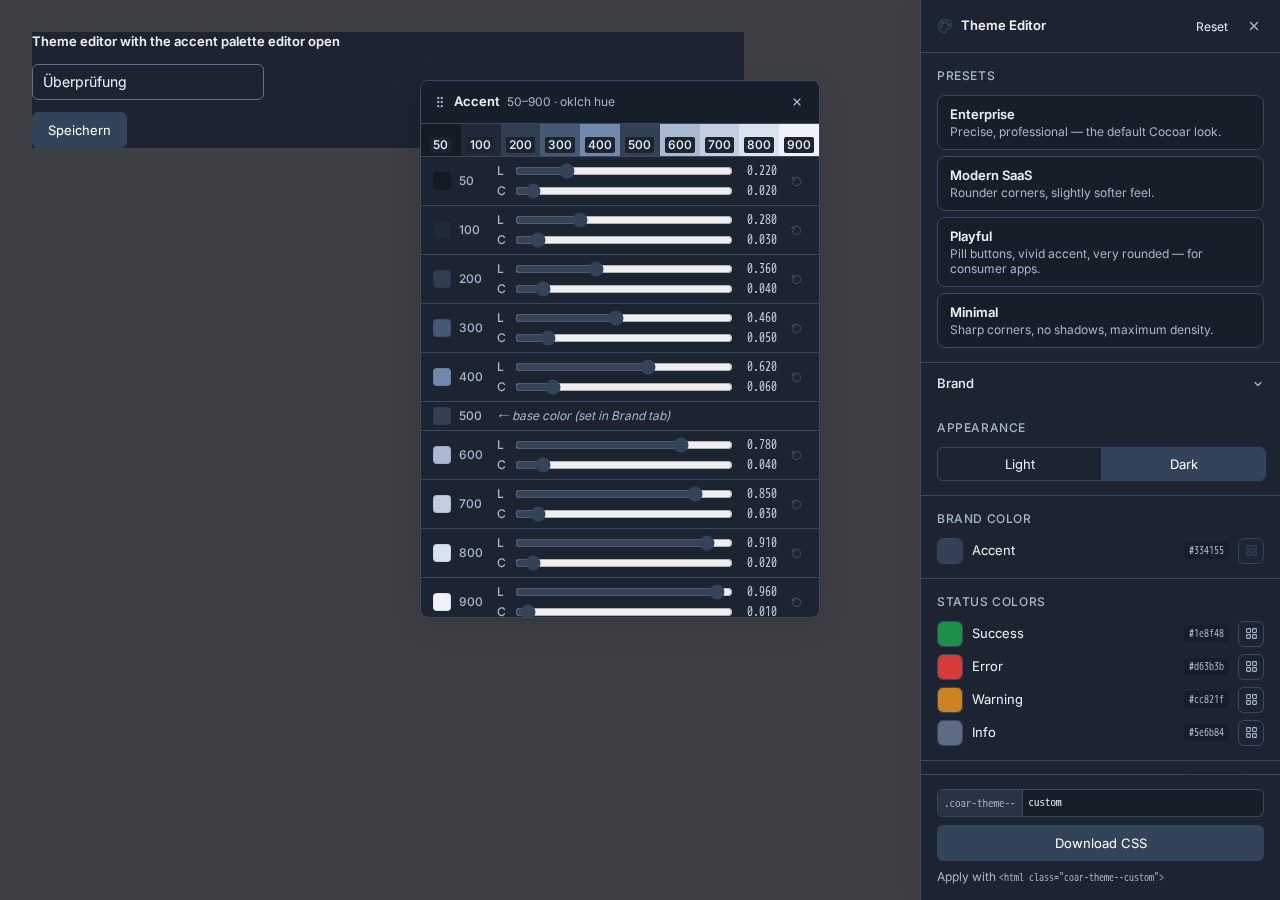 Theme editor with the accent palette editor open
Überprüfung
Speichern
Accent 50–900 · oklch hue
50 100 200 300 400 500 600 700 800 900
50 L 0.220
C 0.020
100 L 0.280
C 0.030
200 L 0.360
C 0.040
300 L 0.460
C 0.050
400 L 0.620
C 0.060
500 ← base color (set in Brand tab)
600 L 0.780
C 0.040
700 L 0.850
C 0.030
800 L 0.910
C 0.020
900 L 0.960
C 0.010
Theme Editor Reset
PRESETS
Enterprise
Precise, professional — the default Cocoar look.
Modern SaaS
Rounder corners, slightly softer feel.
Playful
Pill buttons, vivid accent, very rounded — for
consumer apps.
Minimal
Sharp corners, no shadows, maximum density.
Brand
APPEARANCE
Light Dark
BRAND COLOR
Accent #334155
STATUS COLORS
Success #1e8f48
Error #d63b3b
Warning #cc821f
Info #5e6b84
.coar-theme-- custom
Download CSS
Apply with <html class="coar-theme--custom">